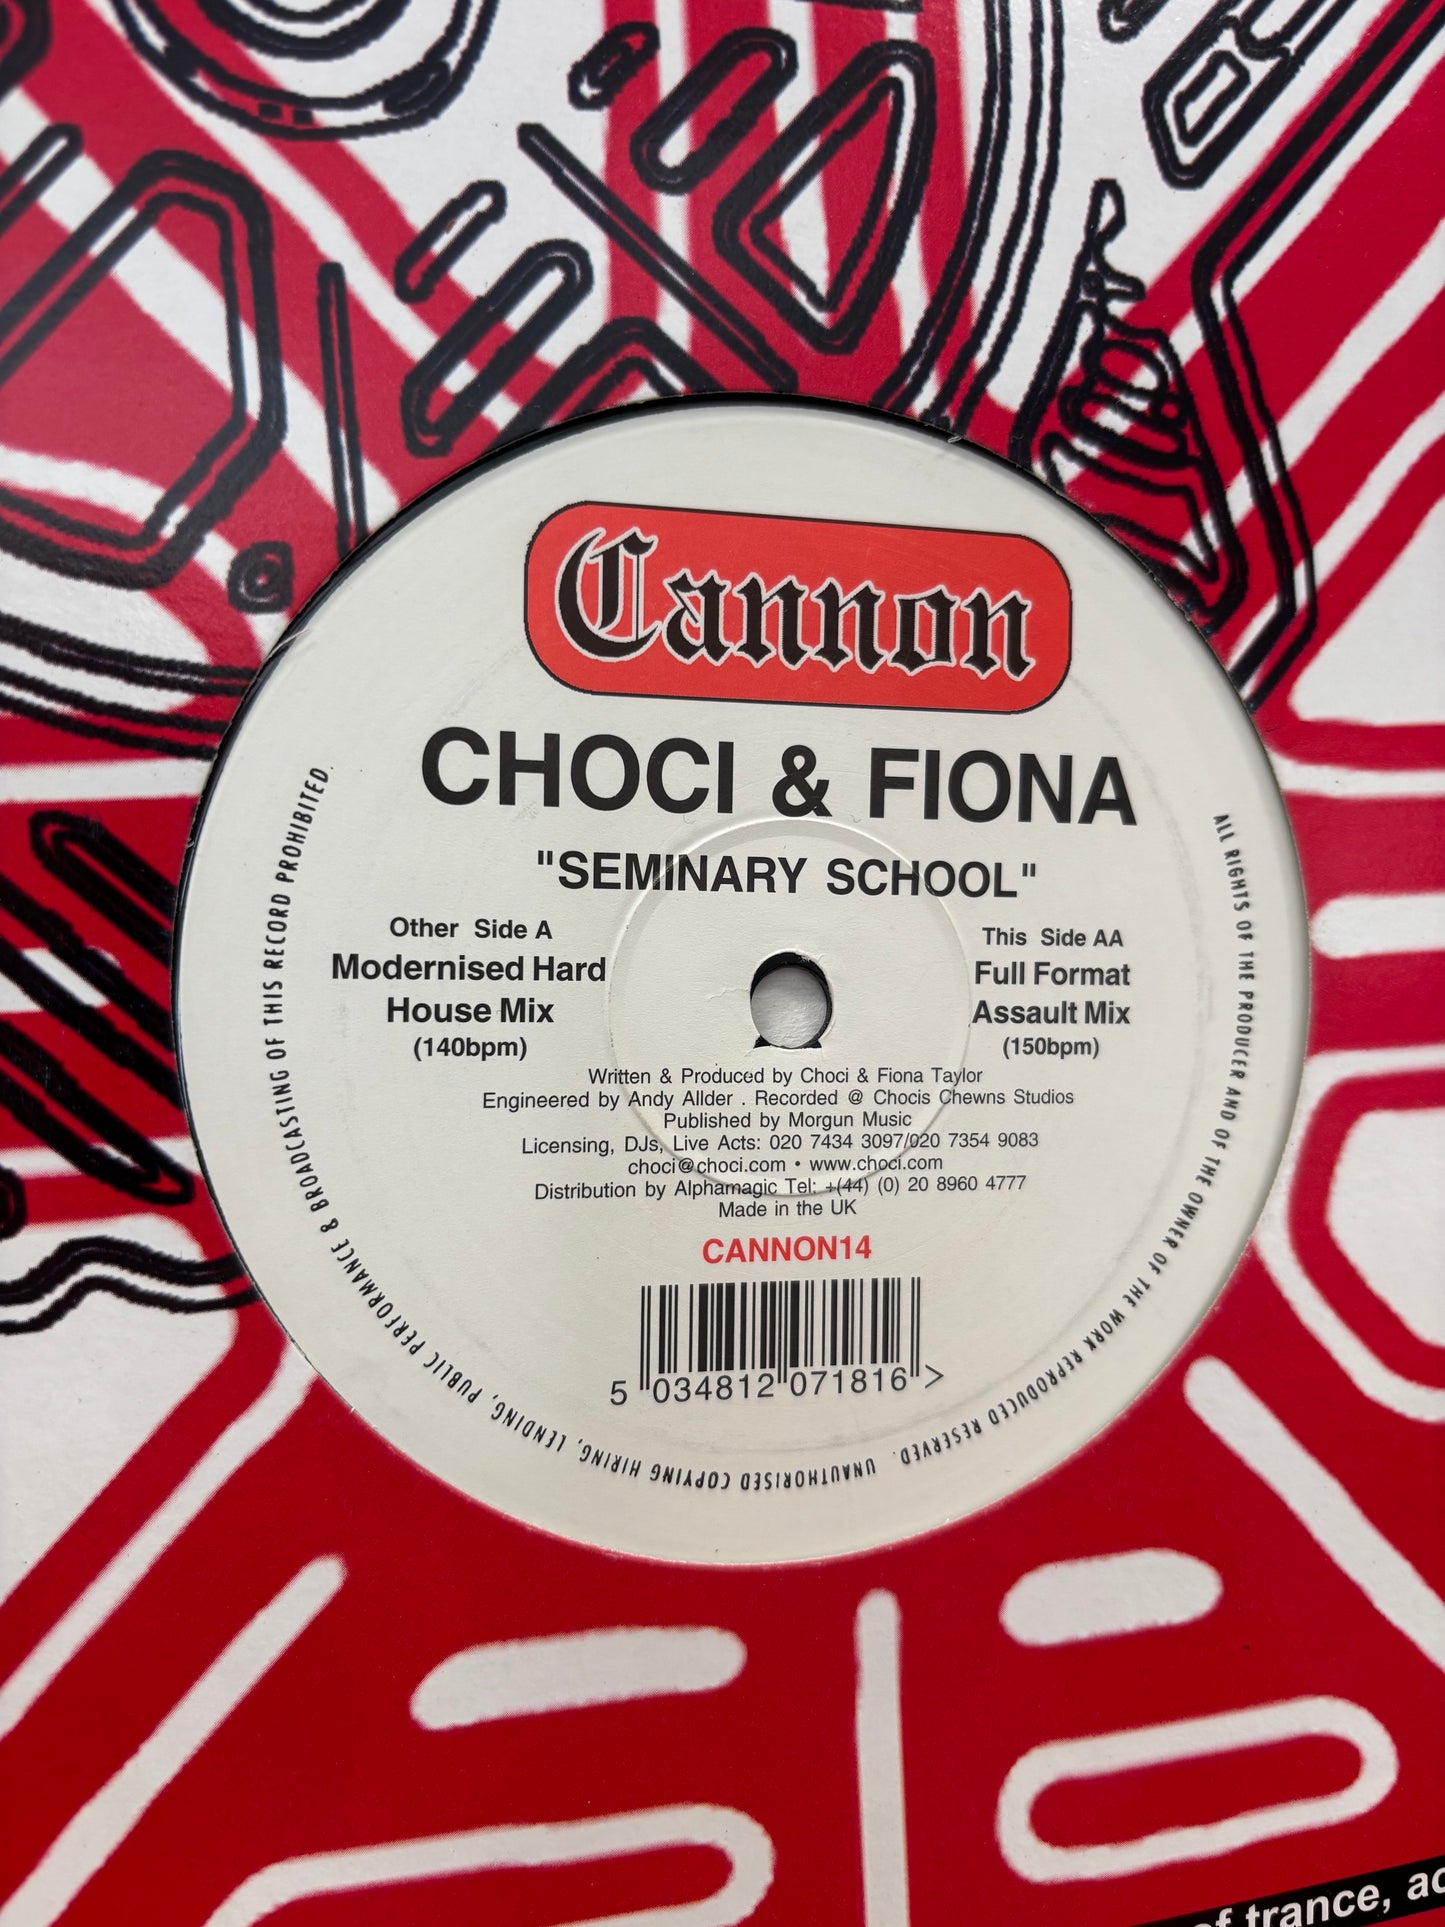 Cannon
CHOCI & FIONA
"SEMINARY SCHOOL"
Other Side A
Modernised Hard
House Mix
(140bpm)
This Side AA
Full Format
Assault Mix
(150bpm)
Written & Produced by Choci & Fiona Taylor
Engineered by Andy Allder . Recorded @ Chocis Chewns Studios
Published by Morgun Music
Licensing, DJs, Live Acts: 020 7434 3097/020 7354 9083
choci@choci.com • www.choci.com
Distribution by Alphamagic Tel: +(44) (0) 20 8960 4777
Made in the UK
CANNON14
5 034812 071816 >
ALL RIGHTS OF THE PRODUCER AND OF THE OWNER OF THE WORK REPRODUCED RESERVED. UNAUTHORISED COPYING HIRING, LENDING, PUBLIC PERFORMANCE & BROADCASTING OF THIS RECORD PROHIBITED.
of trance, ac